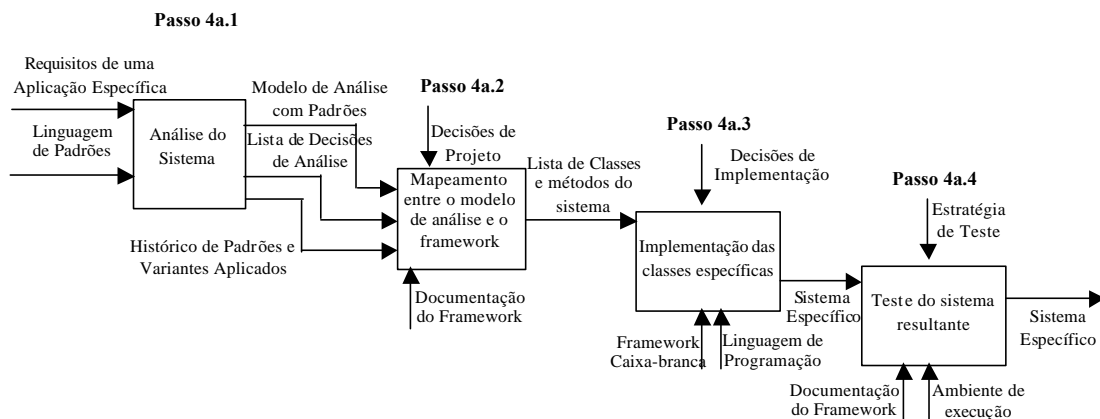 Passo 4a.1
Requisitos de uma
Aplicação Específica
Linguagem
de Padrões
Análise do
Sistema
Modelo de Análise
com Padrões
Lista de Decisões
de Análise
Histórico de Padrões e
Variantes Aplicados
Passo 4a.2
Decisões de
Projeto
Mapeamento
entre o modelo
de análise e o
framework
Documentação
do Framework
Lista de Classes
e métodos do
sistema
Passo 4a.3
Decisões de
Implementação
Implementação das
classes específicas
Framework
Caixa-branca
Linguagem de
Programação
Sistema
Específico
Passo 4a.4
Estratégia
de Teste
Teste do sistema
resultante
Documentação
do Framework
Ambiente de
execução
Sistema
Específico